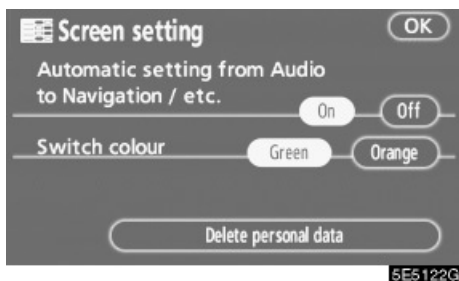 Screen setting OK
Automatic setting from Audio
to Navigation / etc.
On Off
Switch colour Green Orange
Delete personal data
5E5122G